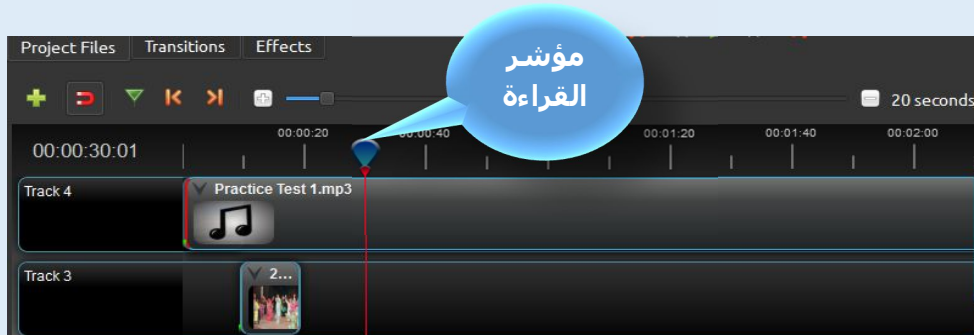 Project Files Transitions Effects
مؤشر
القراءة
20 seconds
00:00:20 00:00:40 00:01:20 00:01:40 00:02:00
00:00:30:01
Track 4 Practice Test 1.mp3
Track 3 2...